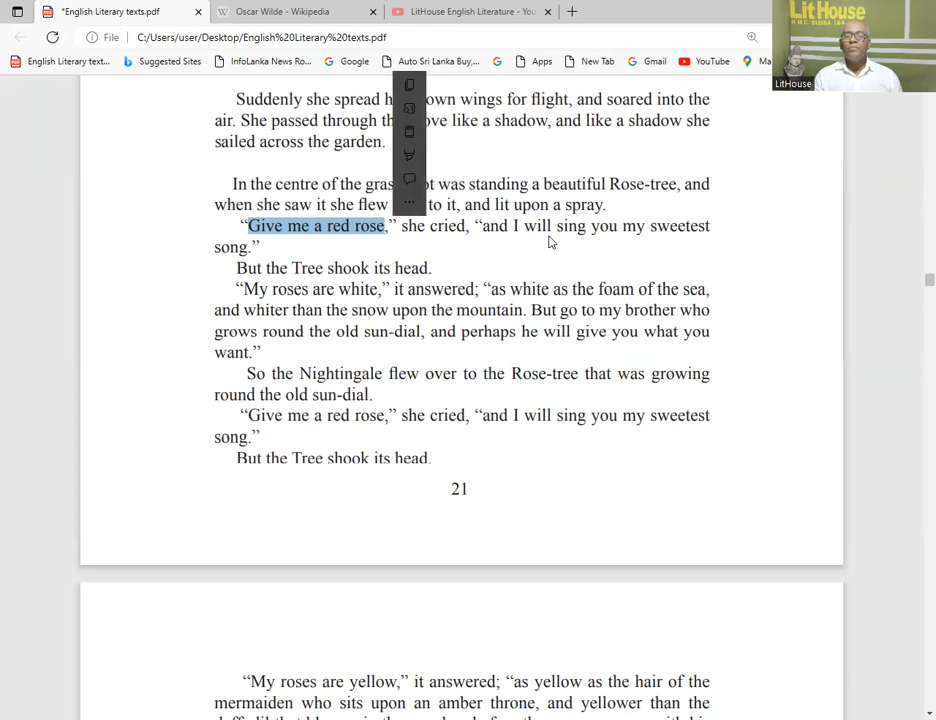 *English Literary texts.pdf
Oscar Wilde - Wikipedia
LitHouse English Literature - You
File
C:/Users/user/Desktop/English%20Literary%20texts.pdf
English Literary text...
Suggested Sites
InfoLanka News Ro...
Google
Auto Sri Lanka Buy,...
Apps
New Tab
Gmail
YouTube
Ma
Lit House
LitHouse
Suddenly she spread h own wings for flight, and soared into the
air. She passed through th ove like a shadow, and like a shadow she
sailed across the garden.
In the centre of the gras ot was standing a beautiful Rose-tree, and
when she saw it she flew to it, and lit upon a spray.
“Give me a red rose,” she cried, “and I will sing you my sweetest
song.”
But the Tree shook its head.
“My roses are white,” it answered; “as white as the foam of the sea,
and whiter than the snow upon the mountain. But go to my brother who
grows round the old sun-dial, and perhaps he will give you what you
want.”
So the Nightingale flew over to the Rose-tree that was growing
round the old sun-dial.
“Give me a red rose,” she cried, “and I will sing you my sweetest
song.”
But the Tree shook its head.
21
“My roses are yellow,” it answered; “as yellow as the hair of the
mermaiden who sits upon an amber throne, and yellower than the